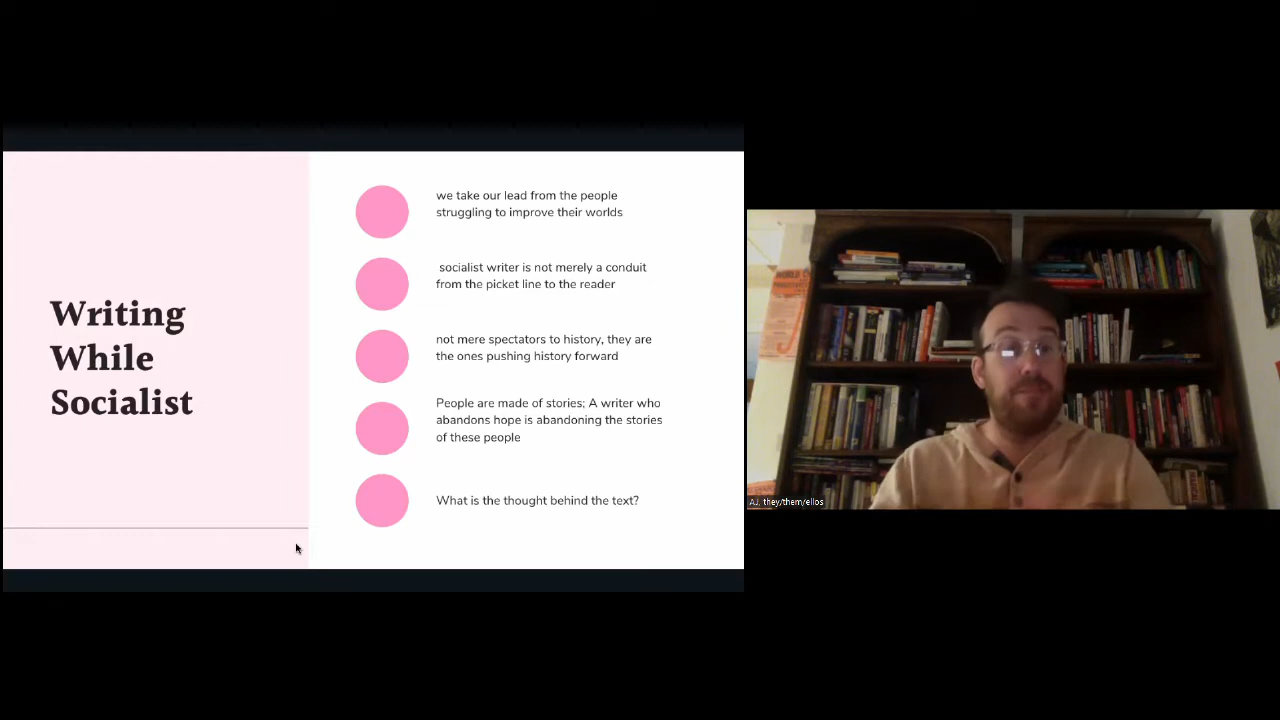 Writing
While
Socialist
we take our lead from the people
struggling to improve their worlds
socialist writer is not merely a conduit
from the picket line to the reader
not mere spectators to history, they are
the ones pushing history forward
People are made of stories; A writer who
abandons hope is abandoning the stories
of these people
What is the thought behind the text?
AJ, they/them/ellos